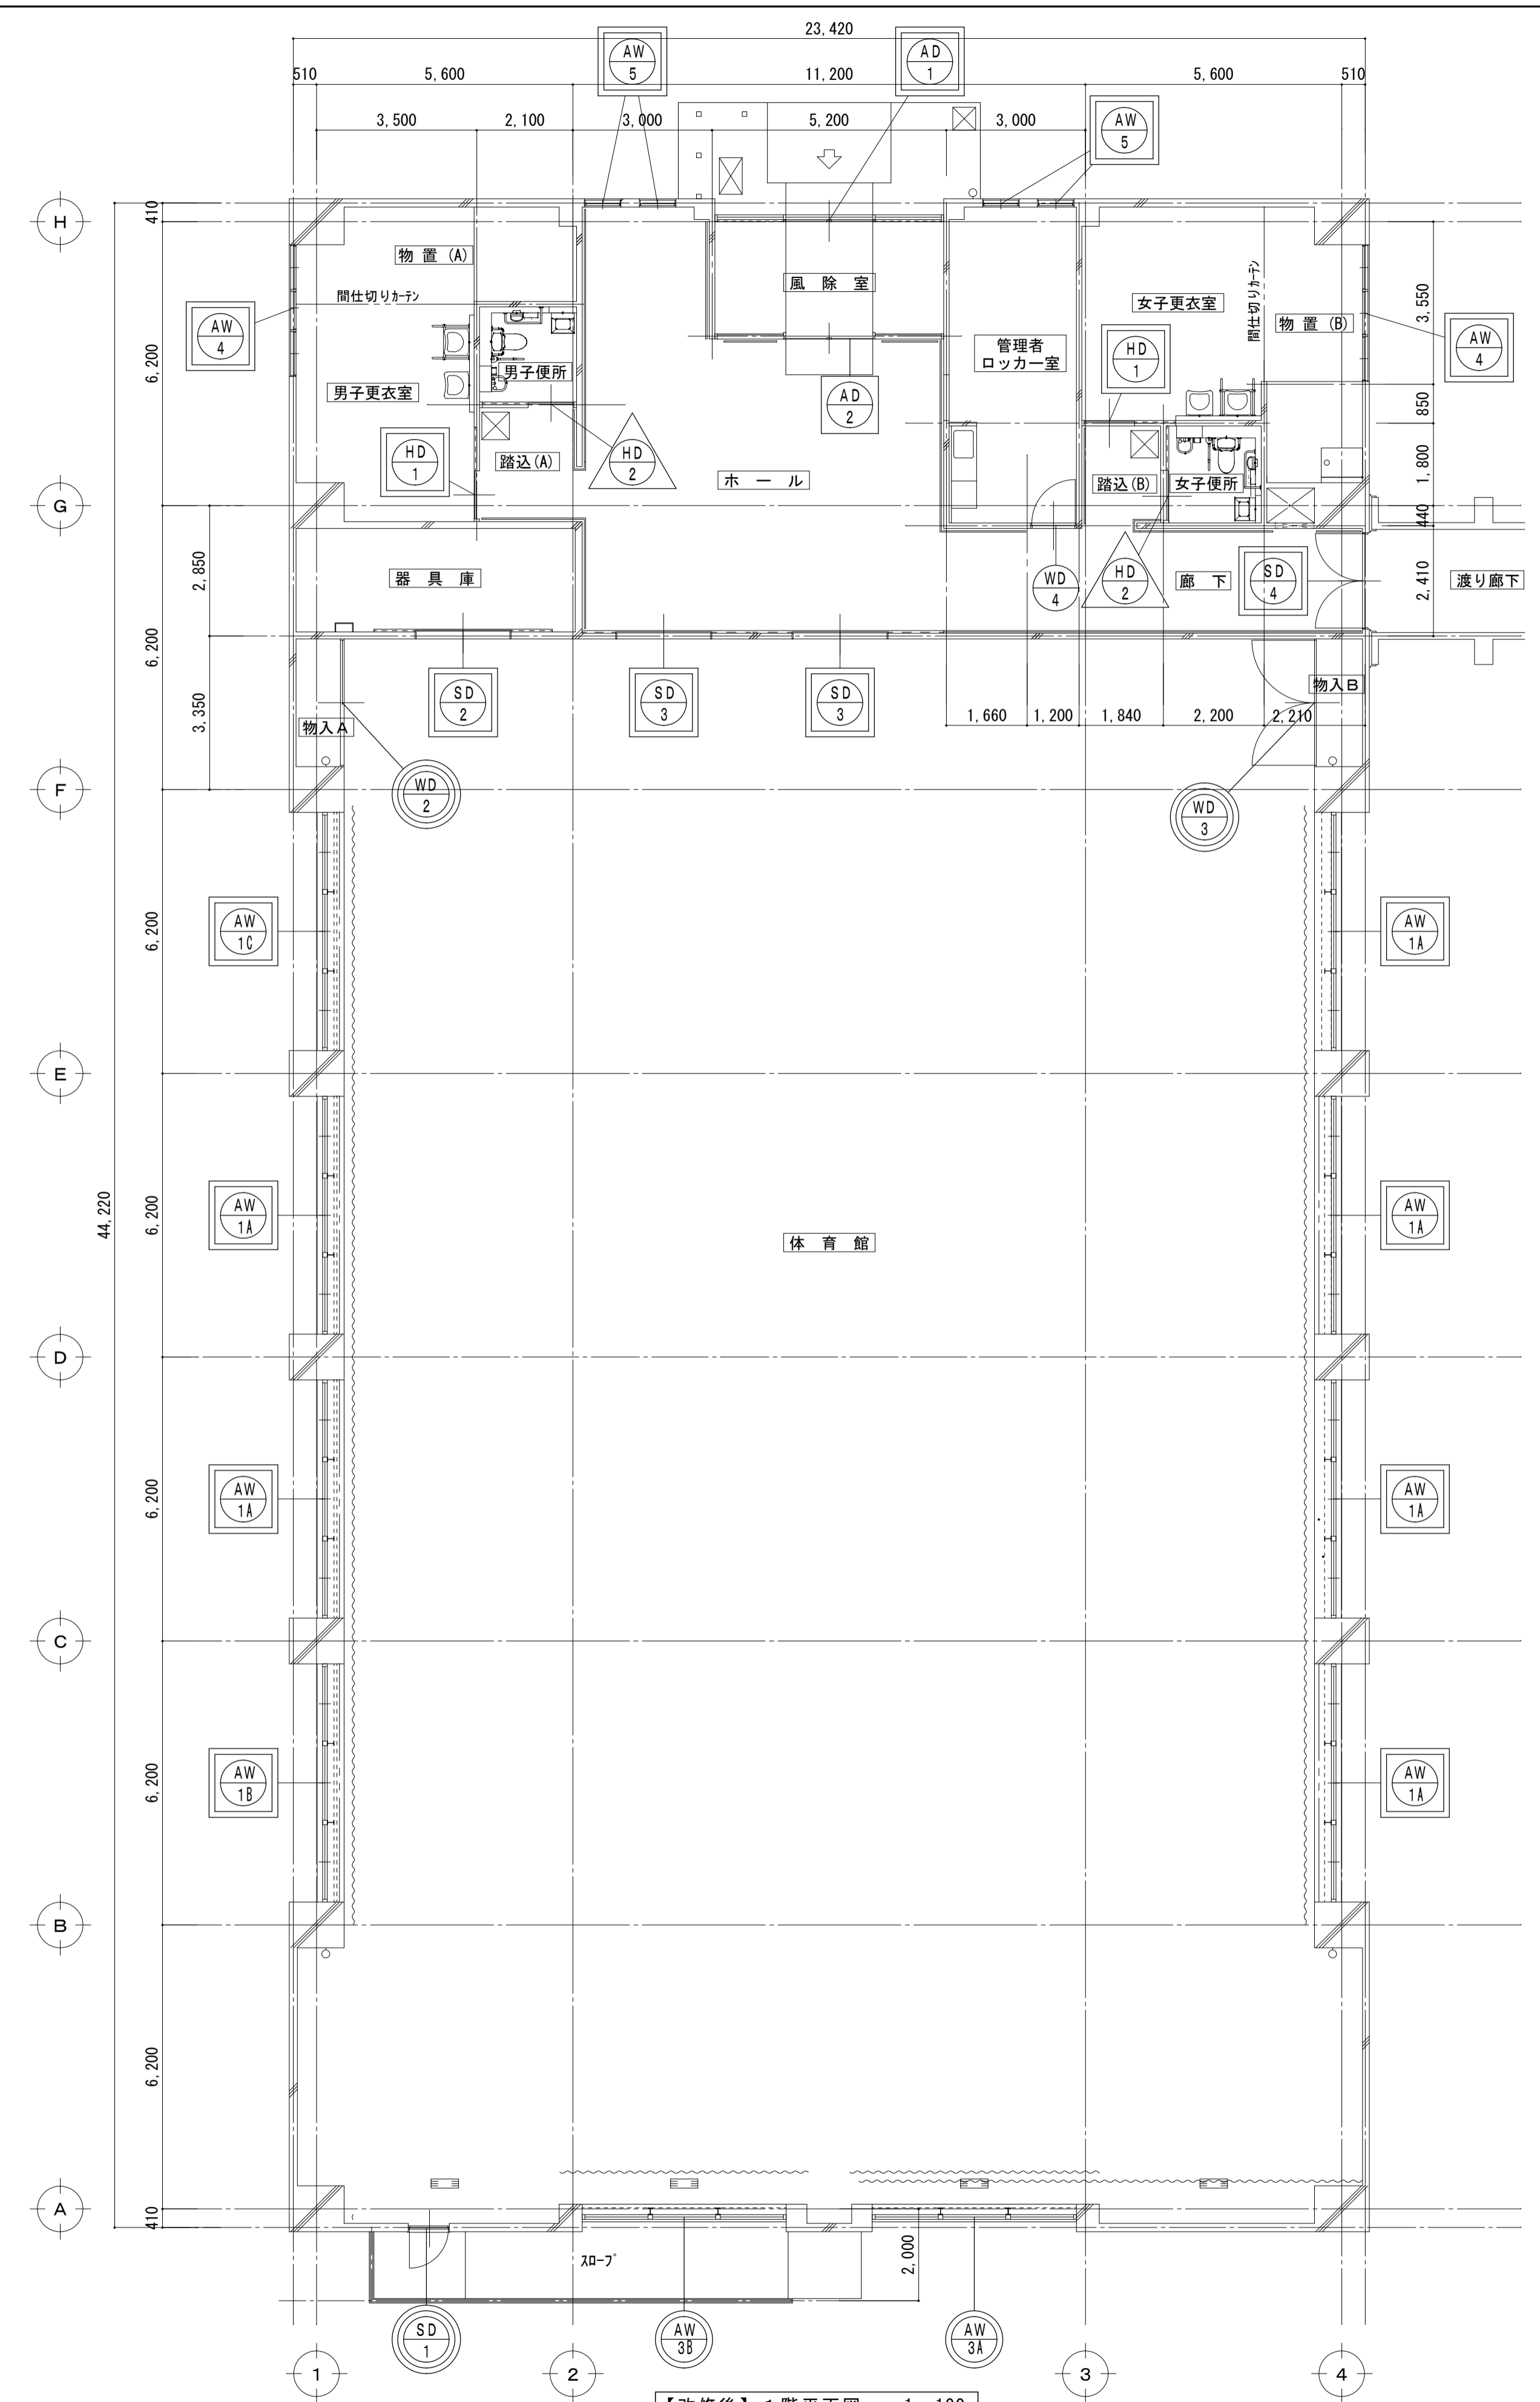 23,420
510
5,600
11,200
5,600
510
3,500
2,100
3,000
5,200
3,000
AW
5
AD
1
AW
5
H
410
物 置 (A)
間仕切りカーテン
風 除 室
女子更衣室
間仕切りカーテン
物 置 (B)
3,550
AW
4
AW
4
6,200
男子更衣室
男子便所
管理者
ロッカー室
HD
1
AD
2
850
HD
1
踏込(A)
HD
2
ホ ー ル
踏込(B)
女子便所
1,800
G
440
2,850
器 具 庫
WD
4
HD
2
廊 下
SD
4
2,410
渡り廊下
6,200
SD
2
SD
3
SD
3
物入A
物入B
3,350
1,660
1,200
1,840
2,200
2,210
F
WD
2
WD
3
6,200
AW
1C
AW
1A
E
44,220
6,200
AW
1A
体 育 館
AW
1A
D
6,200
AW
1A
AW
1A
C
6,200
AW
1B
AW
1A
B
6,200
A
410
スロープ
2,000
SD
1
AW
3B
AW
3A
1
2
3
4